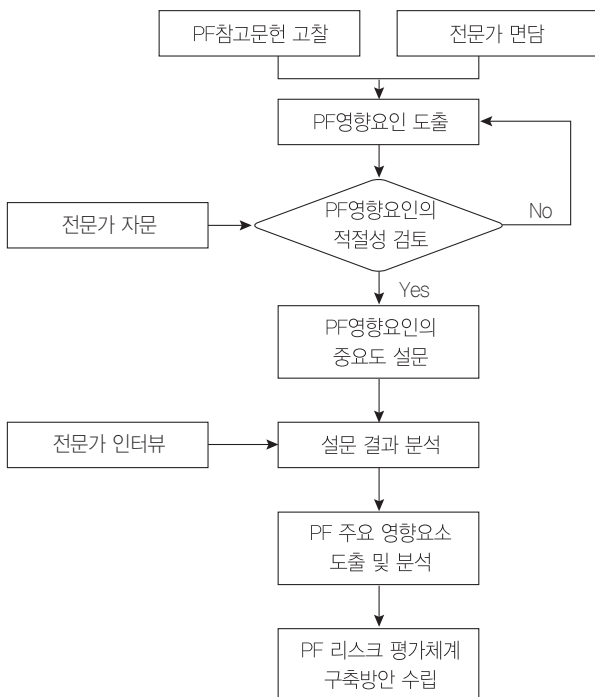 PF참고문헌 고찰
전문가 면담
PF영향요인 도출
PF영향요인의
적절성 검토
No
전문가 자문
Yes
PF영향요인의
중요도 설문
전문가 인터뷰
설문 결과 분석
PF 주요 영향요소
도출 및 분석
PF 리스크 평가체계
구축방안 수립